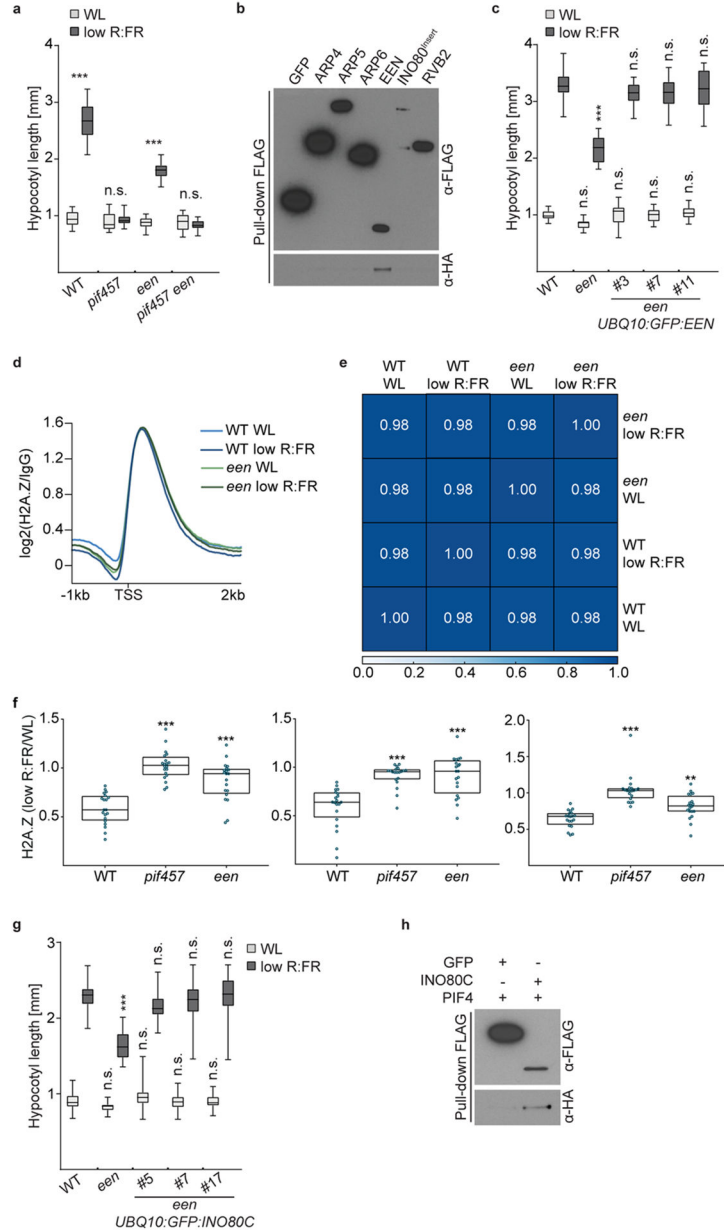 a
WL
low R:FR
Hypocotyl length [mm]
4
3
2
1
0
***
n.s.
***
n.s.
WT
pif457
een
pif457 een
b
GFP
ARP4
ARP5
ARP6
EEN
INO80Insert
RVB2
Pull-down FLAG
α-FLAG
α-HA
c
WL
low R:FR
Hypocotyl length [mm]
4
3
2
1
0
n.s.
***
n.s.
n.s.
n.s.
n.s.
n.s.
n.s.
WT
een
#3
#7
#11
een
UBQ10:GFP:EEN
d
log2(H2A.Z/IgG)
1.6
1.2
0.8
0.4
0
-1kb
TSS
2kb
WT WL
WT low R:FR
een WL
een low R:FR
e
WT
WL
WT
low R:FR
een
WL
een
low R:FR
0.98 0.98 0.98 1.00
een
low R:FR
0.98 0.98 1.00 0.98
een
WL
0.98 1.00 0.98 0.98
WT
low R:FR
1.00 0.98 0.98 0.98
WT
WL
0.0 0.2 0.4 0.6 0.8 1.0
f
H2A.Z (low R:FR/WL)
1.5
1.0
0.5
***
***
WT
pif457
een
1.5
1.0
0.5
***
***
WT
pif457
een
2.0
1.5
1.0
0.5
***
**
WT
pif457
een
g
WL
low R:FR
Hypocotyl length [mm]
3
2
1
0
n.s.
***
n.s.
n.s.
n.s.
n.s.
n.s.
n.s.
WT
een
#5
#7
#17
een
UBQ10:GFP:INO80C
h
GFP + -
INO80C - +
PIF4 + +
Pull-down FLAG
α-FLAG
α-HA